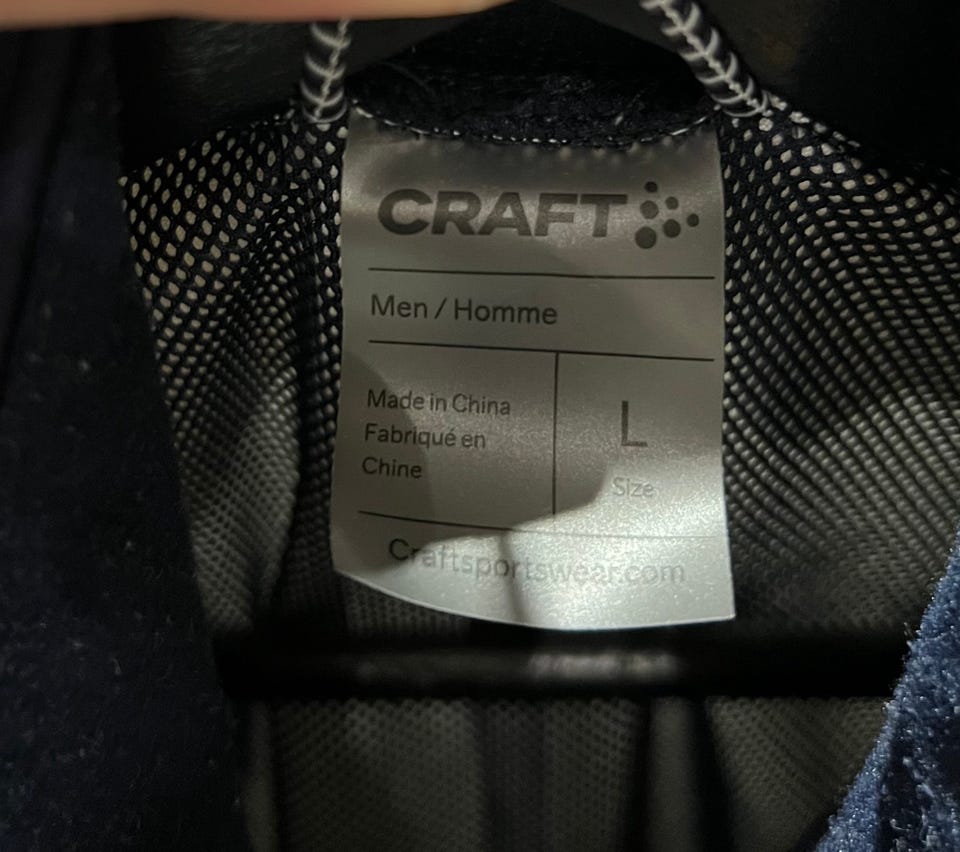 CRAFT
Men / Homme
Made in China
Fabriqué en
Chine
L
Size
Craftsportswear.com